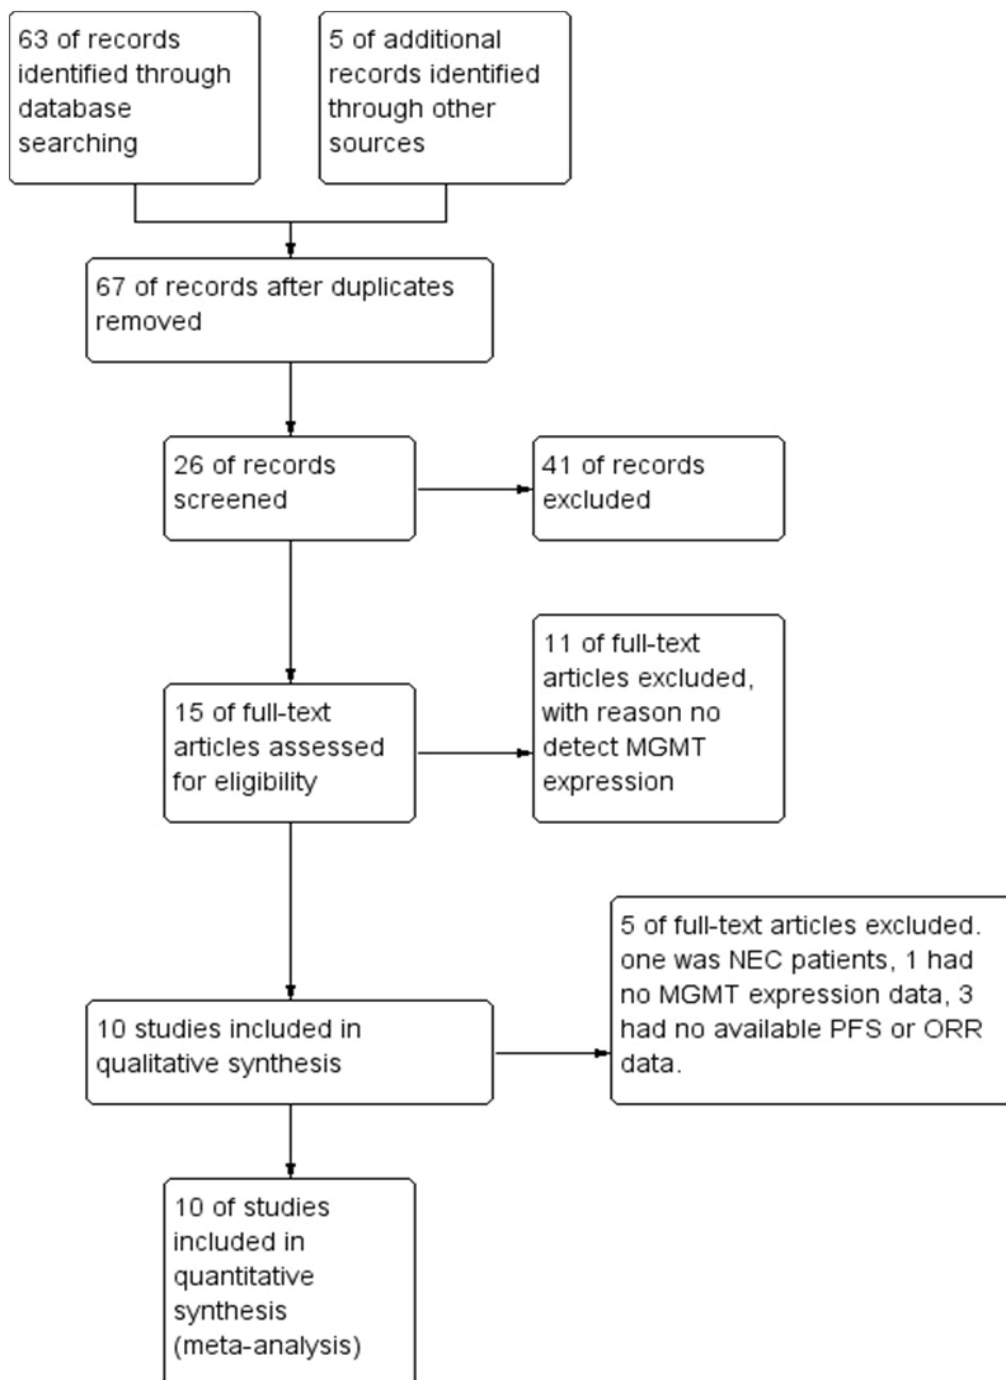 63 of records
identified through
database
searching
5 of additional
records identified
through other
sources
67 of records after duplicates
removed
26 of records
screened
41 of records
excluded
15 of full-text
articles assessed
for eligibility
11 of full-text
articles excluded,
with reason no
detect MGMT
expression
10 studies included in
qualitative synthesis
5 of full-text articles excluded.
one was NEC patients, 1 had
no MGMT expression data, 3
had no available PFS or ORR
data.
10 of studies
included in
quantitative
synthesis
(meta-analysis)